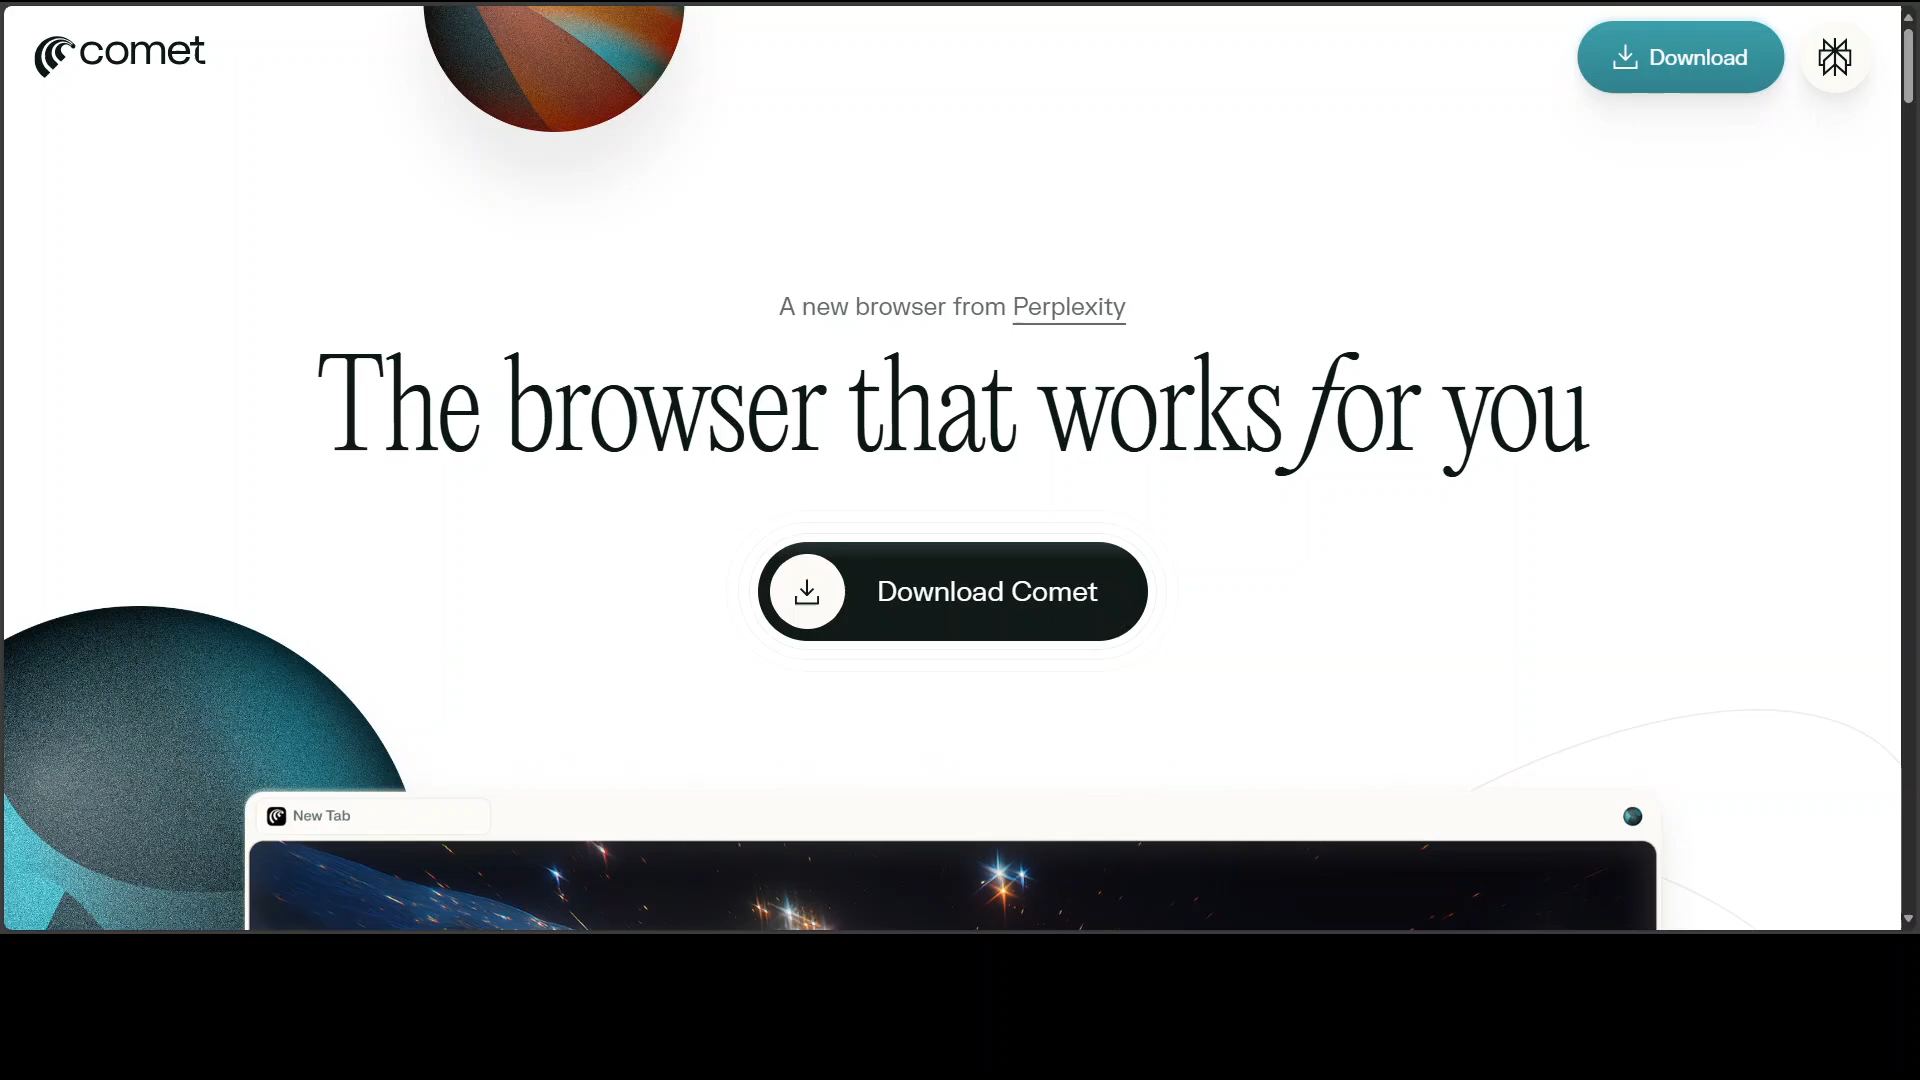 comet
Download
A new browser from Perplexity
The browser that works for you
Download Comet
New Tab